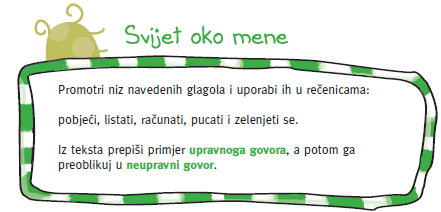 Svijet oko mene
Promotri niz navedenih glagola i uporabi ih u rečenicama:
pobjeći, listati, računati, pucati i zelenjeti se.
Iz teksta prepiši primjer upravnoga govora, a potom ga
preoblikuj u neupravni govor.